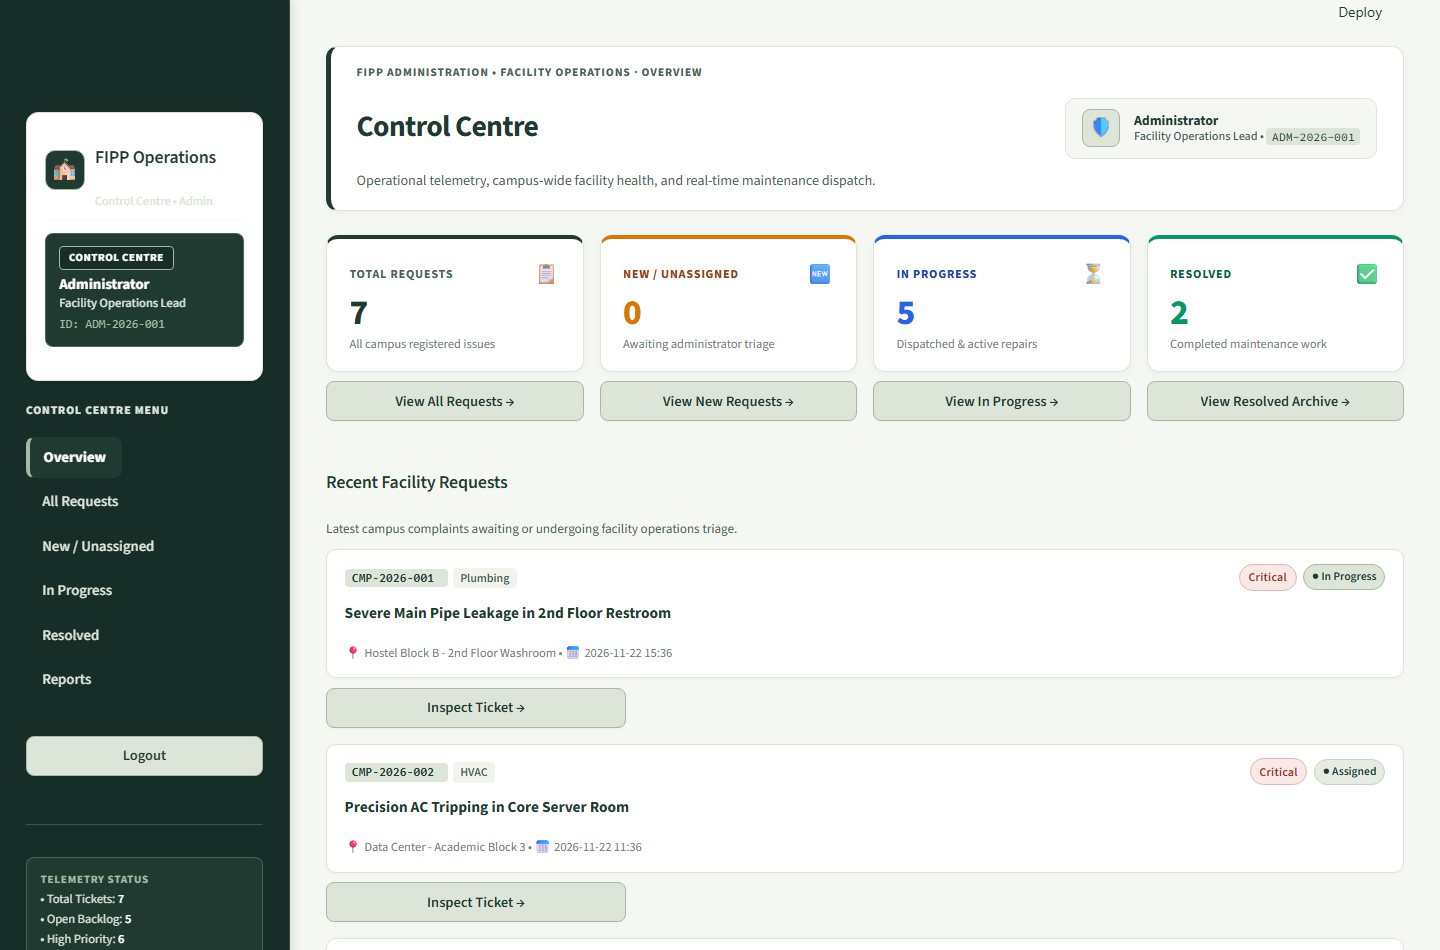 Deploy
FIPP Operations
Control Centre • Admin
CONTROL CENTRE
Administrator
Facility Operations Lead
ID: ADM-2026-001
CONTROL CENTRE MENU
Overview
All Requests
New / Unassigned
In Progress
Resolved
Reports
Logout
TELEMETRY STATUS
• Total Tickets: 7
• Open Backlog: 5
• High Priority: 6
FIPP ADMINISTRATION • FACILITY OPERATIONS · OVERVIEW
Control Centre
Operational telemetry, campus-wide facility health, and real-time maintenance dispatch.
Administrator
Facility Operations Lead • ADM-2026-001
TOTAL REQUESTS
7
All campus registered issues
View All Requests →
NEW / UNASSIGNED
NEW
0
Awaiting administrator triage
View New Requests →
IN PROGRESS
5
Dispatched & active repairs
View In Progress →
RESOLVED
2
Completed maintenance work
View Resolved Archive →
Recent Facility Requests
Latest campus complaints awaiting or undergoing facility operations triage.
CMP-2026-001 Plumbing
Critical ● In Progress
Severe Main Pipe Leakage in 2nd Floor Restroom
Hostel Block B - 2nd Floor Washroom • 2026-11-22 15:36
Inspect Ticket →
CMP-2026-002 HVAC
Critical ● Assigned
Precision AC Tripping in Core Server Room
Data Center - Academic Block 3 • 2026-11-22 11:36
Inspect Ticket →